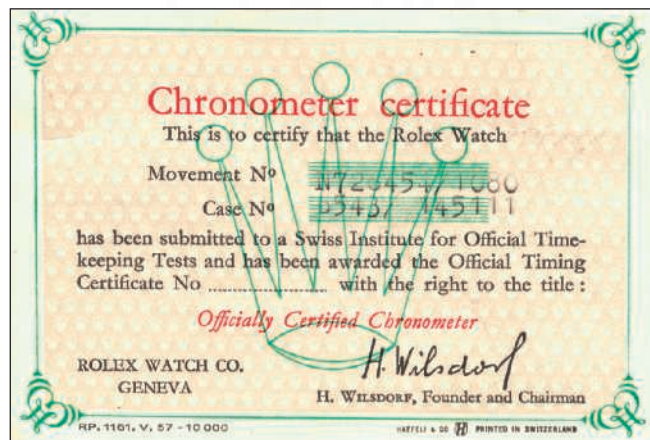 Chronometer certificate
This is to certify that the Rolex Watch
Movement Nº
Case Nº
has been submitted to a Swiss Institute for Official Time-
keeping Tests and has been awarded the Official Timing
Certificate No .............................. with the right to the title :
Officially Certified Chronometer
ROLEX WATCH CO.
GENEVA
H. Wilsdorf
H. WILSDORF, Founder and Chairman
RP. 1161. V. 57 - 10 000
HAEFELI & CO H PRINTED IN SWITZERLAND